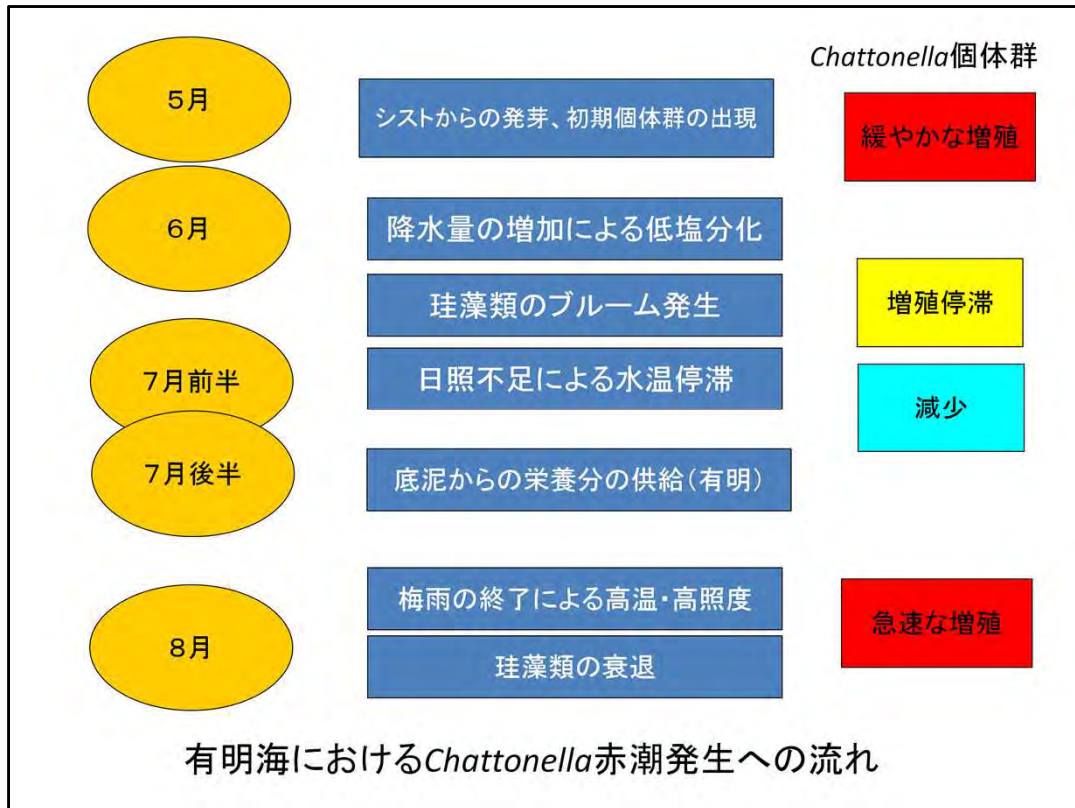 Chattonella個体群
5月
シストからの発芽、初期個体群の出現
緩やかな増殖
6月
降水量の増加による低塩分化
珪藻類のブルーム発生
増殖停滞
7月前半
日照不足による水温停滞
減少
7月後半
底泥からの栄養分の供給(有明)
梅雨の終了による高温・高照度
急速な増殖
8月
珪藻類の衰退
有明海におけるChattonella赤潮発生への流れ